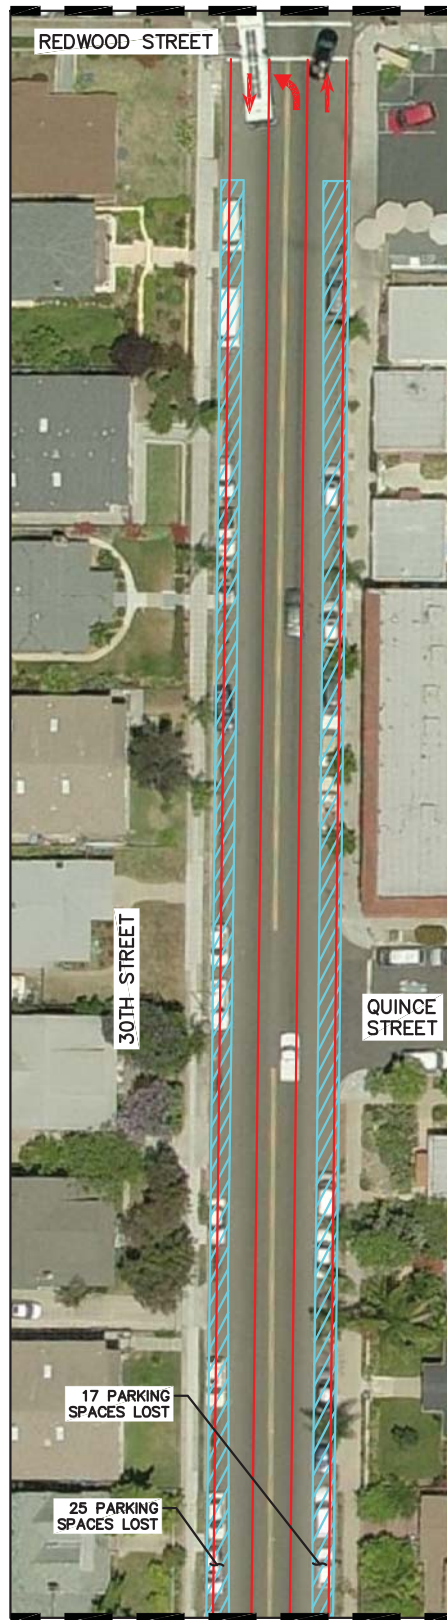 REDWOOD STREET
30TH STREET
QUINCE
STREET
17 PARKING
SPACES LOST
25 PARKING
SPACES LOST